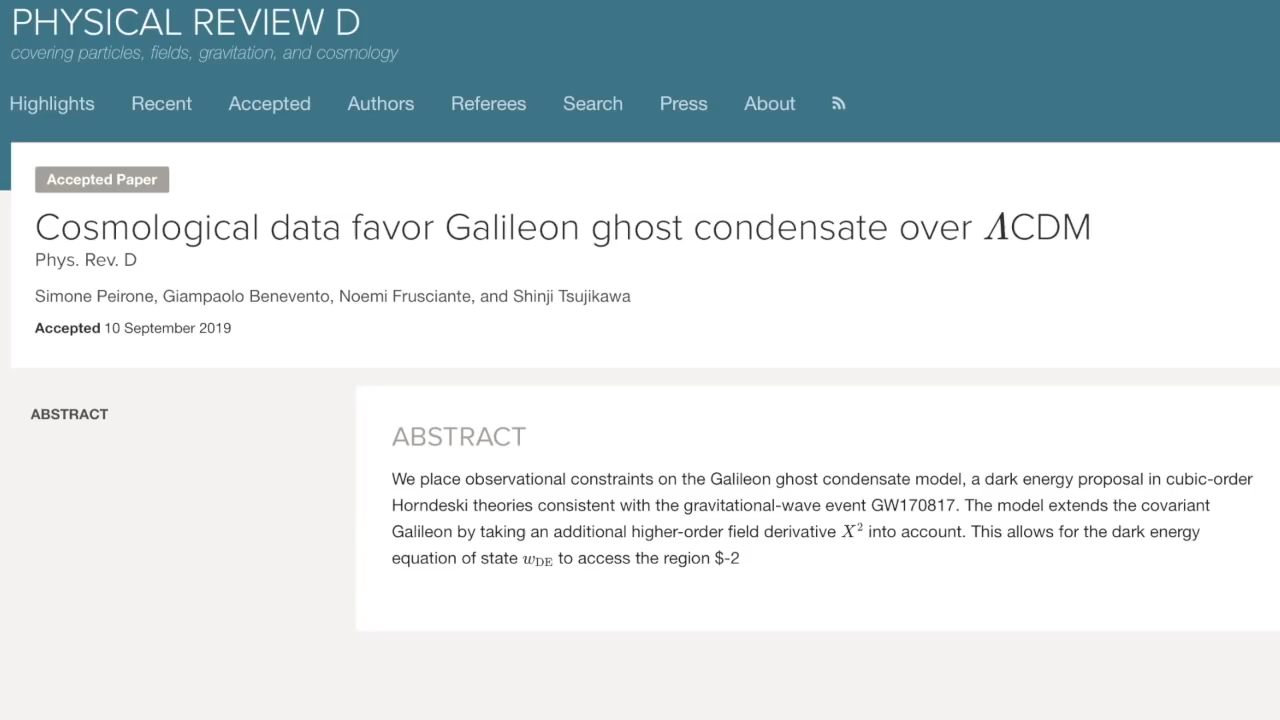 PHYSICAL REVIEW D
covering particles, fields, gravitation, and cosmology
Highlights Recent Accepted Authors Referees Search Press About
Accepted Paper
Cosmological data favor Galileon ghost condensate over ΛCDM
Phys. Rev. D
Simone Peirone, Giampaolo Benevento, Noemi Frusciante, and Shinji Tsujikawa
Accepted 10 September 2019
ABSTRACT
ABSTRACT
We place observational constraints on the Galileon ghost condensate model, a dark energy proposal in cubic-order
Horndeski theories consistent with the gravitational-wave event GW170817. The model extends the covariant
Galileon by taking an additional higher-order field derivative X² into account. This allows for the dark energy
equation of state w_DE to access the region $-2